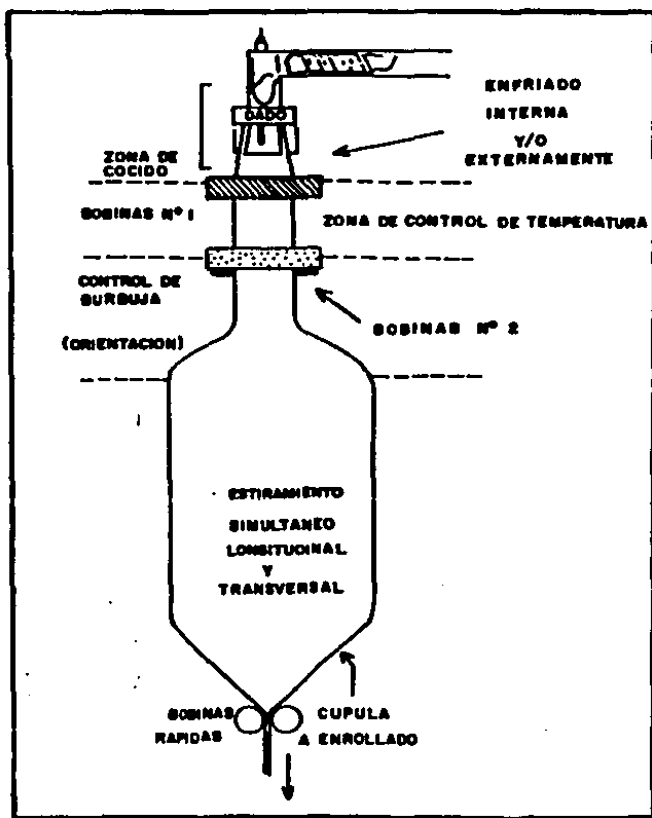 ENFRIADO
INTERNA
Y/O
EXTERNAMENTE
DADO
ZONA DE
COCIDO
BOBINAS Nº 1
ZONA DE CONTROL DE TEMPERATURA
CONTROL DE
BURBUJA
BOBINAS Nº 2
(ORIENTACION)
ESTIRAMIENTO
SIMULTANEO
LONGITUDINAL
Y
TRANSVERSAL
BOBINAS
RAPIDAS
CUPULA
A ENROLLADO